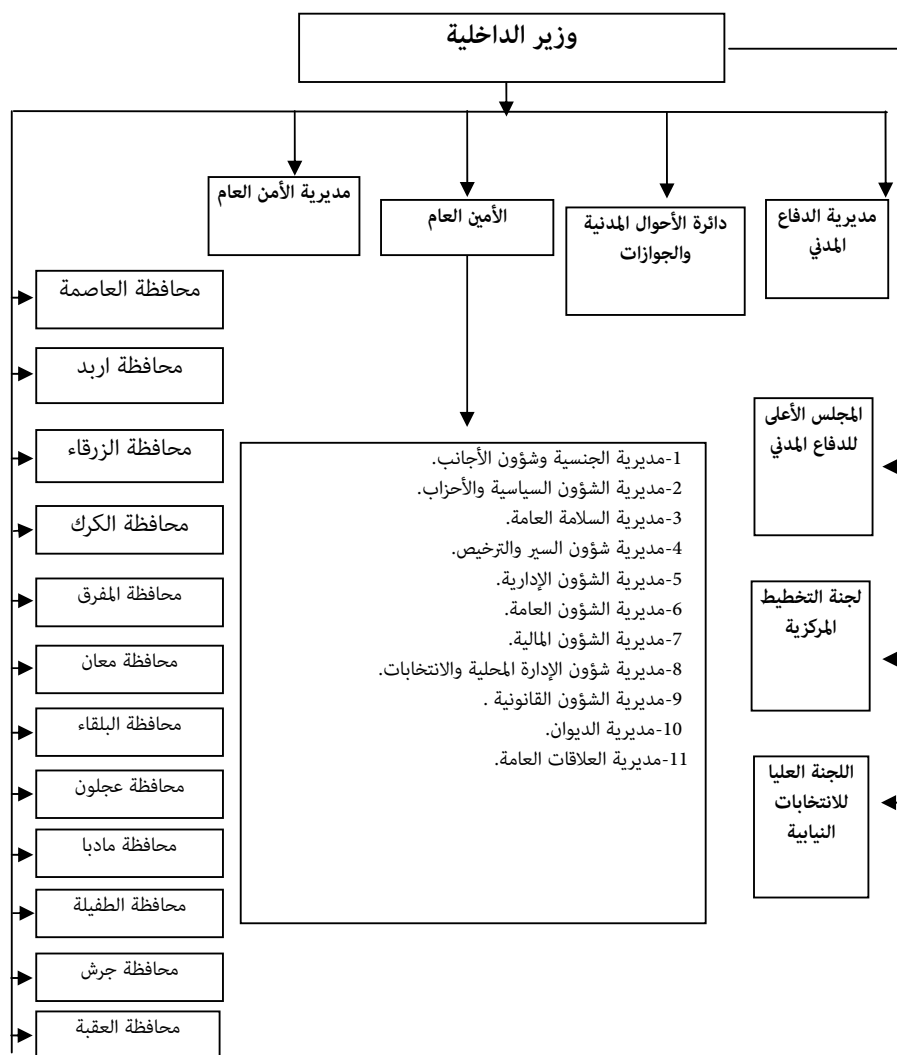 وزير الداخلية
مديرية الدفاع
المدني
دائرة الأحوال المدنية
والجوازات
الأمين العام
مديرية الأمن العام
المجلس الأعلى
للدفاع المدني
لجنة التخطيط
المركزية
اللجنة العليا
للانتخابات
النيابية
1-مديرية الجنسية وشؤون الأجانب.
2-مديرية الشؤون السياسية والأحزاب.
3-مديرية السلامة العامة.
4-مديرية شؤون السير والترخيص.
5-مديرية الشؤون الإدارية.
6-مديرية الشؤون العامة.
7-مديرية الشؤون المالية.
8-مديرية شؤون الإدارة المحلية والانتخابات.
9-مديرية الشؤون القانونية .
10-مديرية الديوان.
11-مديرية العلاقات العامة.
محافظة العاصمة
محافظة اربد
محافظة الزرقاء
محافظة الكرك
محافظة المفرق
محافظة معان
محافظة البلقاء
محافظة عجلون
محافظة مادبا
محافظة الطفيلة
محافظة جرش
محافظة العقبة